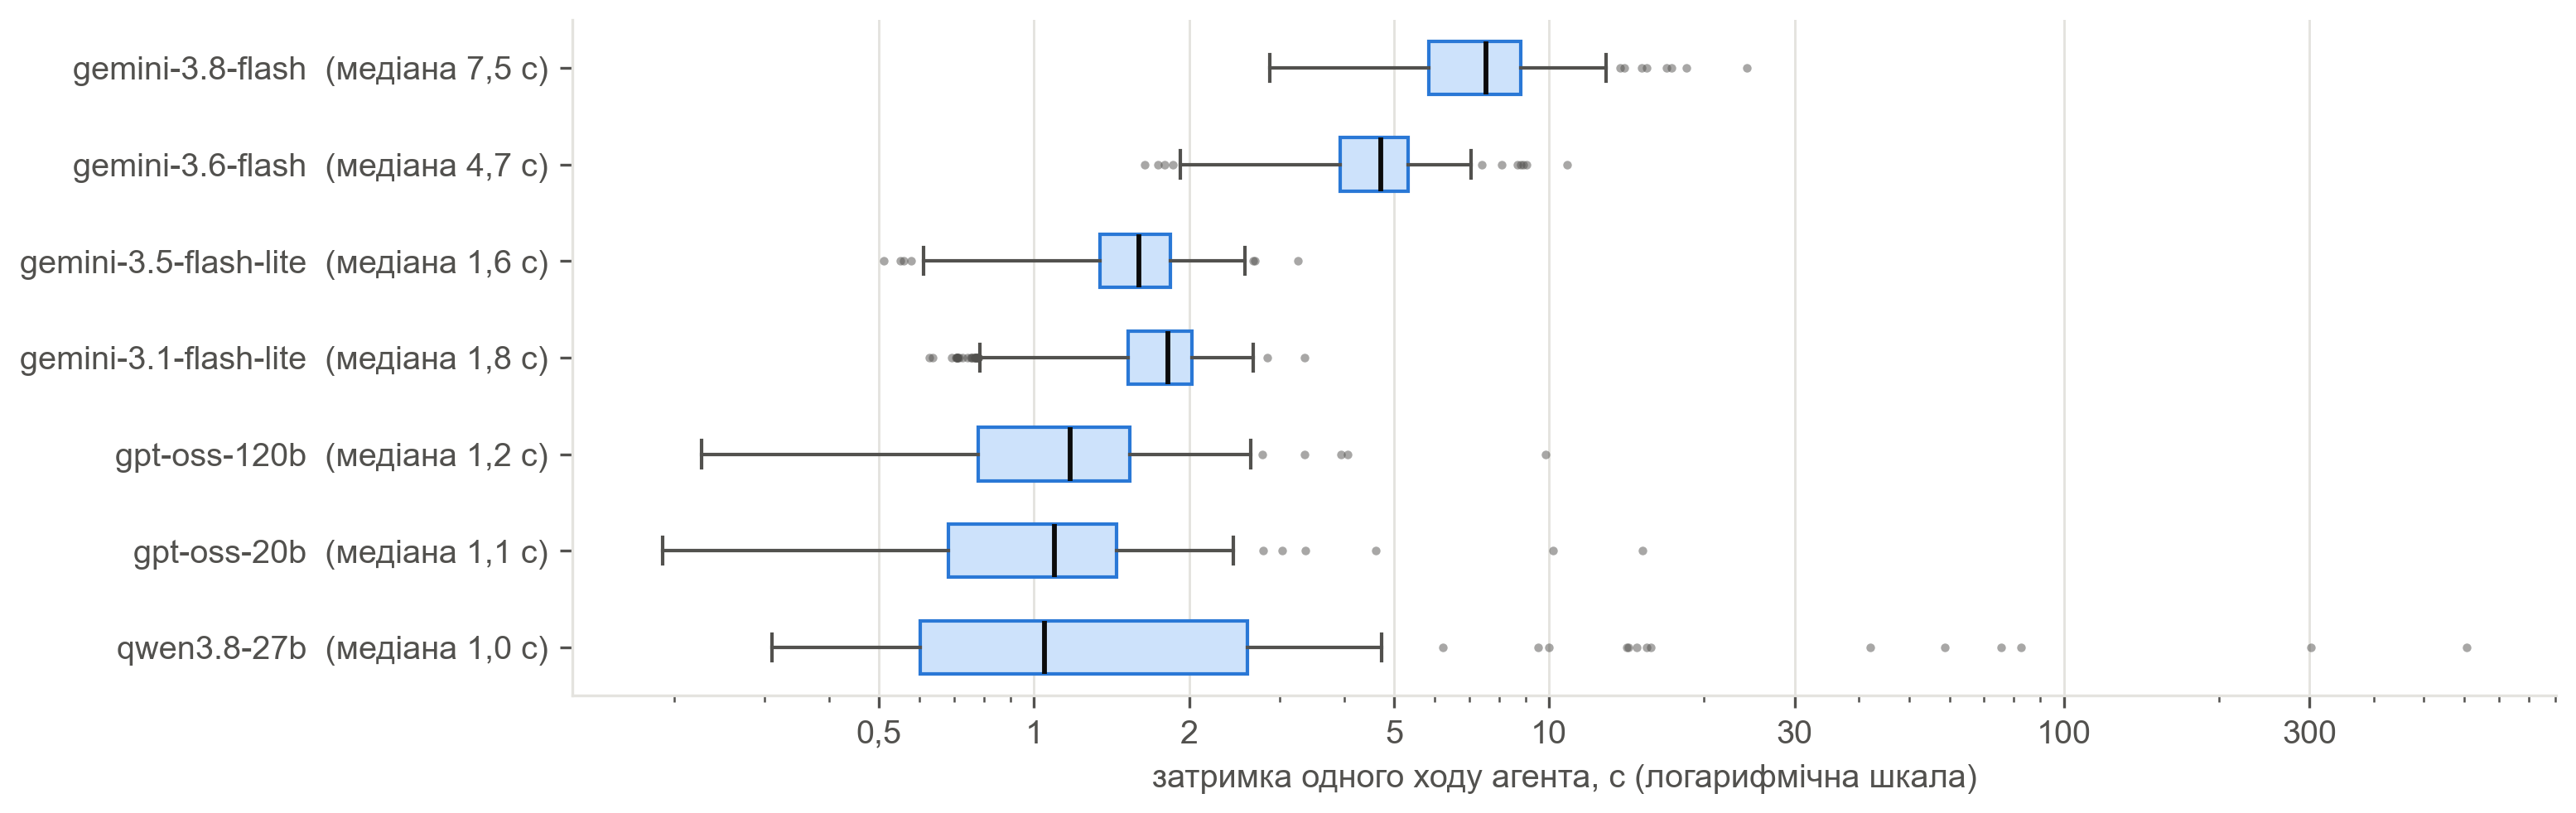 gemini-3.8-flash (медіана 7,5 с)
gemini-3.6-flash (медіана 4,7 с)
gemini-3.5-flash-lite (медіана 1,6 с)
gemini-3.1-flash-lite (медіана 1,8 с)
gpt-oss-120b (медіана 1,2 с)
gpt-oss-20b (медіана 1,1 с)
qwen3.8-27b (медіана 1,0 с)
0,5 1 2 5 10 30 100 300
затримка одного ходу агента, с (логарифмічна шкала)